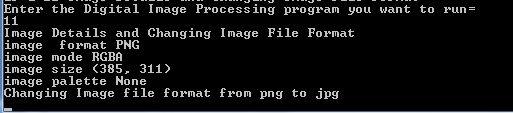 Enter the Digital Image Processing program you want to run=
11
Image Details and Changing Image File Format
image  format PNG
image mode RGBA
image size (385, 311)
image palette None
Changing Image file format from png to jpg